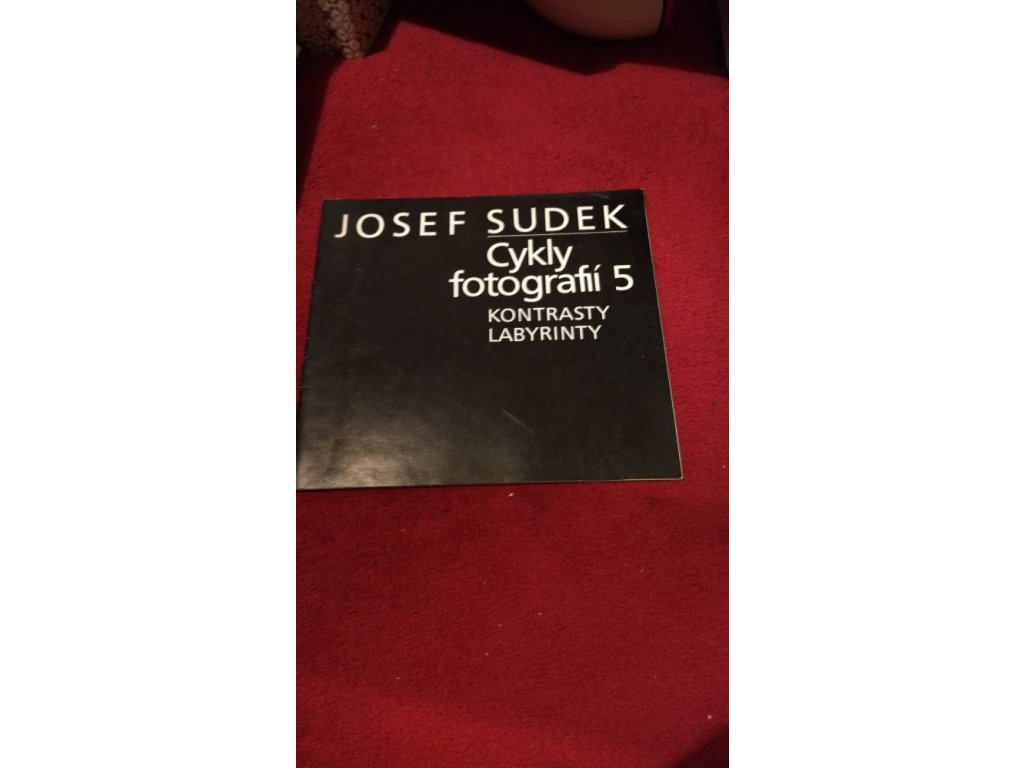 JOSEF SUDEK
Cykly
fotografií 5
KONTRASTY
LABYRINTY